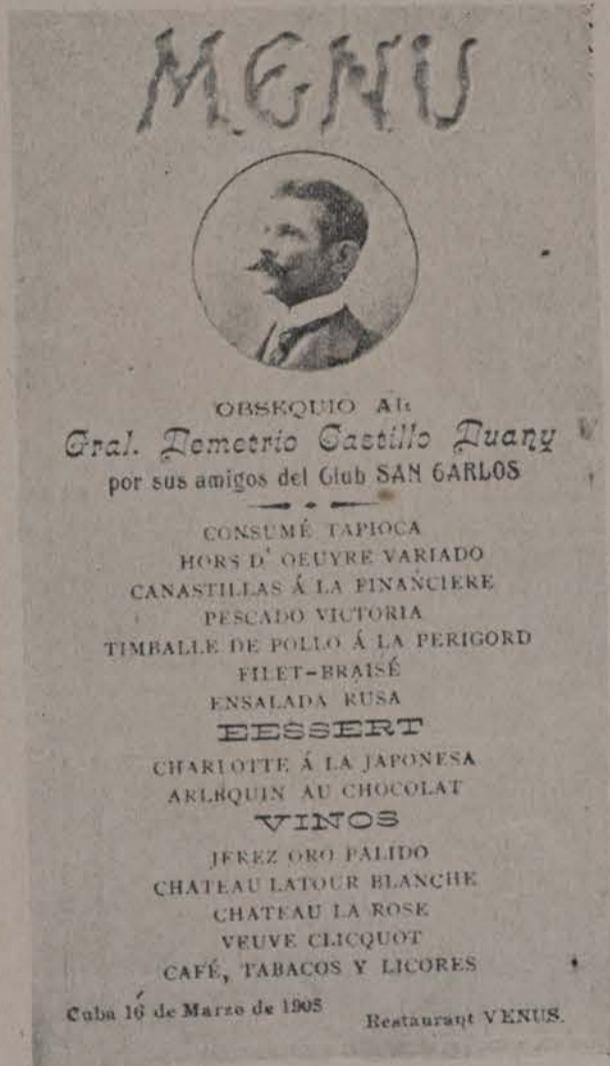 MENU
OBSEQUIO AL
Gral. Demetrio Castillo Duany
por sus amigos del Club SAN CARLOS
CONSUMÉ TAPIOCA
HORS D' OEUYRE VARIADO
CANASTILLAS Á LA FINANCIERE
PESCADO VICTORIA
TIMBALLE DE POLLO Á LA PERIGORD
FILET-BRAISÉ
ENSALADA RUSA
EESSERT
CHARLOTTE Á LA JAPONESA
ARLEQUIN AU CHOCOLAT
VINOS
JEREZ ORO PALIDO
CHATEAU LATOUR BLANCHE
CHATEAU LA ROSE
VEUVE CLICQUOT
CAFÉ, TABACOS Y LICORES
Cuba 16 de Marzo de 1905
Restaurant VENUS.